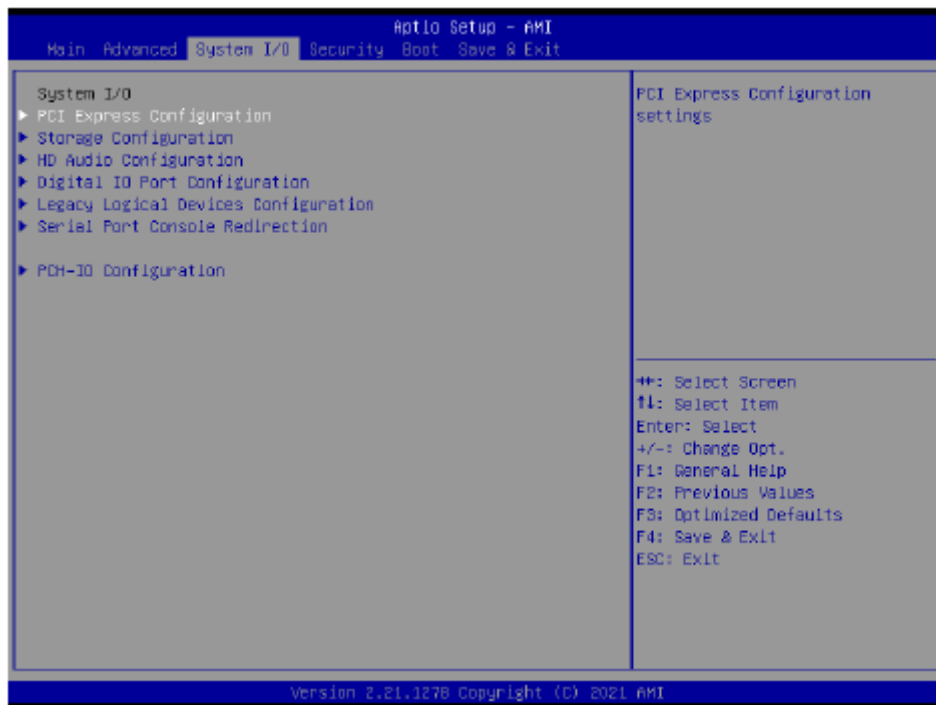 Aptio Setup - AMI
Main Advanced System I/O Security Boot Save & Exit
System I/O
▶ PCI Express Configuration
▶ Storage Configuration
▶ HD Audio Configuration
▶ Digital IO Port Configuration
▶ Legacy Logical Devices Configuration
▶ Serial Port Console Redirection
▶ PCH-IO Configuration
PCI Express Configuration
settings
→←: Select Screen
↑↓: Select Item
Enter: Select
+/-: Change Opt.
F1: General Help
F2: Previous Values
F3: Optimized Defaults
F4: Save & Exit
ESC: Exit
Version 2.21.1278 Copyright (C) 2021 AMI